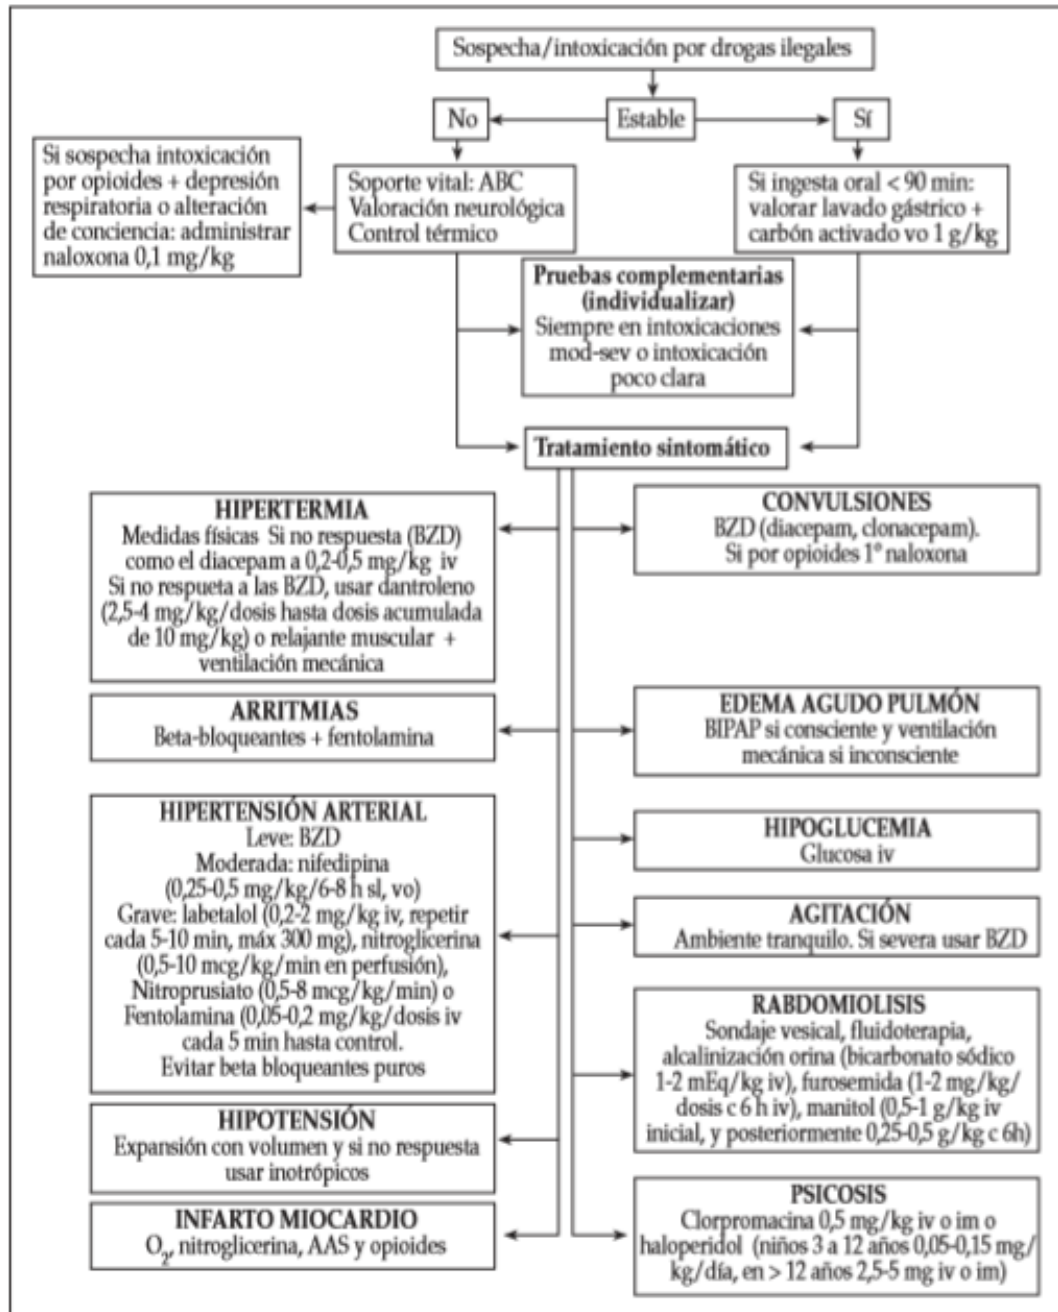 Sospecha/intoxicación por drogas ilegales
No
Estable
Sí
Si sospecha intoxicación
por opioides + depresión
respiratoria o alteración
de conciencia: administrar
naloxona 0,1 mg/kg
Soporte vital: ABC
Valoración neurológica
Control térmico
Si ingesta oral < 90 min:
valorar lavado gástrico +
carbón activado vo 1 g/kg
Pruebas complementarias
(individualizar)
Siempre en intoxicaciones
mod-sev o intoxicación
poco clara
Tratamiento sintomático
HIPERTERMIA
Medidas físicas Si no respuesta (BZD)
como el diacepam a 0,2-0,5 mg/kg iv
Si no respueta a las BZD, usar dantroleno
(2,5-4 mg/kg/dosis hasta dosis acumulada
de 10 mg/kg) o relajante muscular +
ventilación mecánica
CONVULSIONES
BZD (diacepam, clonacepam).
Si por opioides 1º naloxona
ARRITMIAS
Beta-bloqueantes + fentolamina
EDEMA AGUDO PULMÓN
BIPAP si consciente y ventilación
mecánica si inconsciente
HIPERTENSIÓN ARTERIAL
Leve: BZD
Moderada: nifedipina
(0,25-0,5 mg/kg/6-8 h sl, vo)
Grave: labetalol (0,2-2 mg/kg iv, repetir
cada 5-10 min, máx 300 mg), nitroglicerina
(0,5-10 mcg/kg/min en perfusión),
Nitroprusiato (0,5-8 mcg/kg/min) o
Fentolamina (0,05-0,2 mg/kg/dosis iv
cada 5 min hasta control.
Evitar beta bloqueantes puros
HIPOGLUCEMIA
Glucosa iv
AGITACIÓN
Ambiente tranquilo. Si severa usar BZD
RABDOMIOLISIS
Sondaje vesical, fluidoterapia,
alcalinización orina (bicarbonato sódico
1-2 mEq/kg iv), furosemida (1-2 mg/kg/
dosis c 6 h iv), manitol (0,5-1 g/kg iv
inicial, y posteriormente 0,25-0,5 g/kg c 6h)
HIPOTENSIÓN
Expansión con volumen y si no respuesta
usar inotrópicos
INFARTO MIOCARDIO
O₂, nitroglicerina, AAS y opioides
PSICOSIS
Clorpromacina 0,5 mg/kg iv o im o
haloperidol (niños 3 a 12 años 0,05-0,15 mg/
kg/día, en > 12 años 2,5-5 mg iv o im)